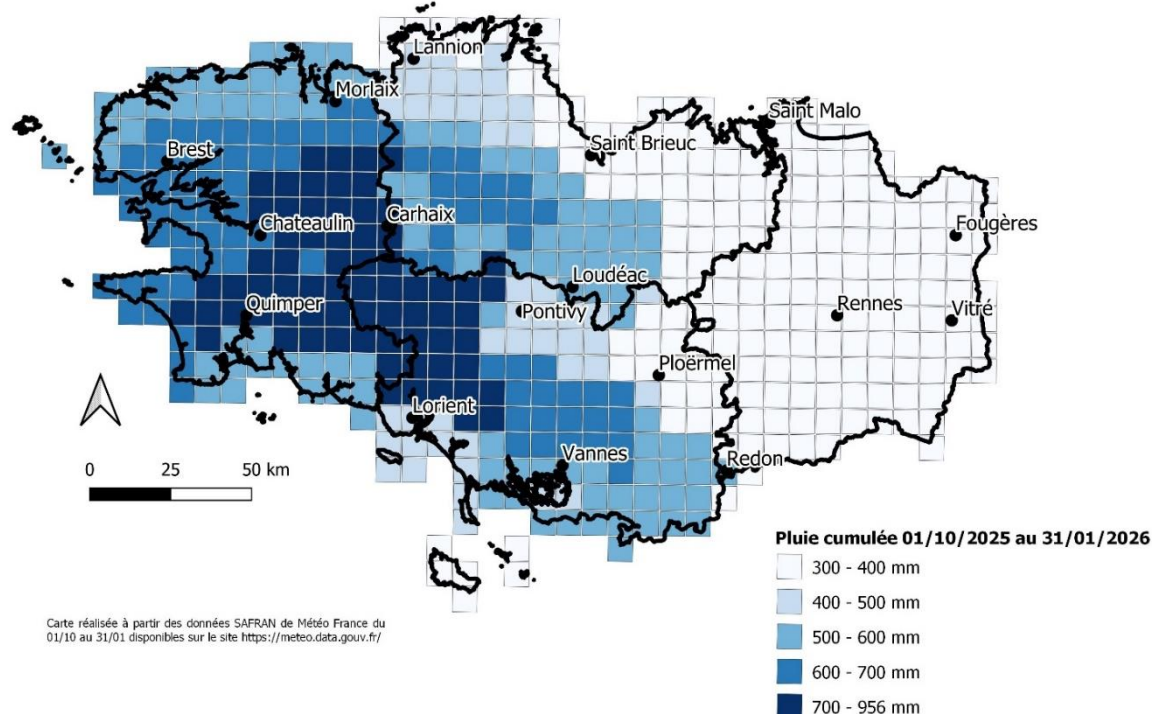 Lannion
Morlaix
Saint Malo
Brest
Saint Brieuc
Chateaulin
Carhaix
Fougères
Loudéac
Quimper
Pontivy
Rennes
Vitré
Ploërmel
Lorient
Vannes
Redon
0 25 50 km
Pluie cumulée 01/10/2025 au 31/01/2026
300 - 400 mm
400 - 500 mm
500 - 600 mm
600 - 700 mm
700 - 956 mm
Carte réalisée à partir des données SAFRAN de Météo France du
01/10 au 31/01 disponibles sur le site https://meteo.data.gouv.fr/